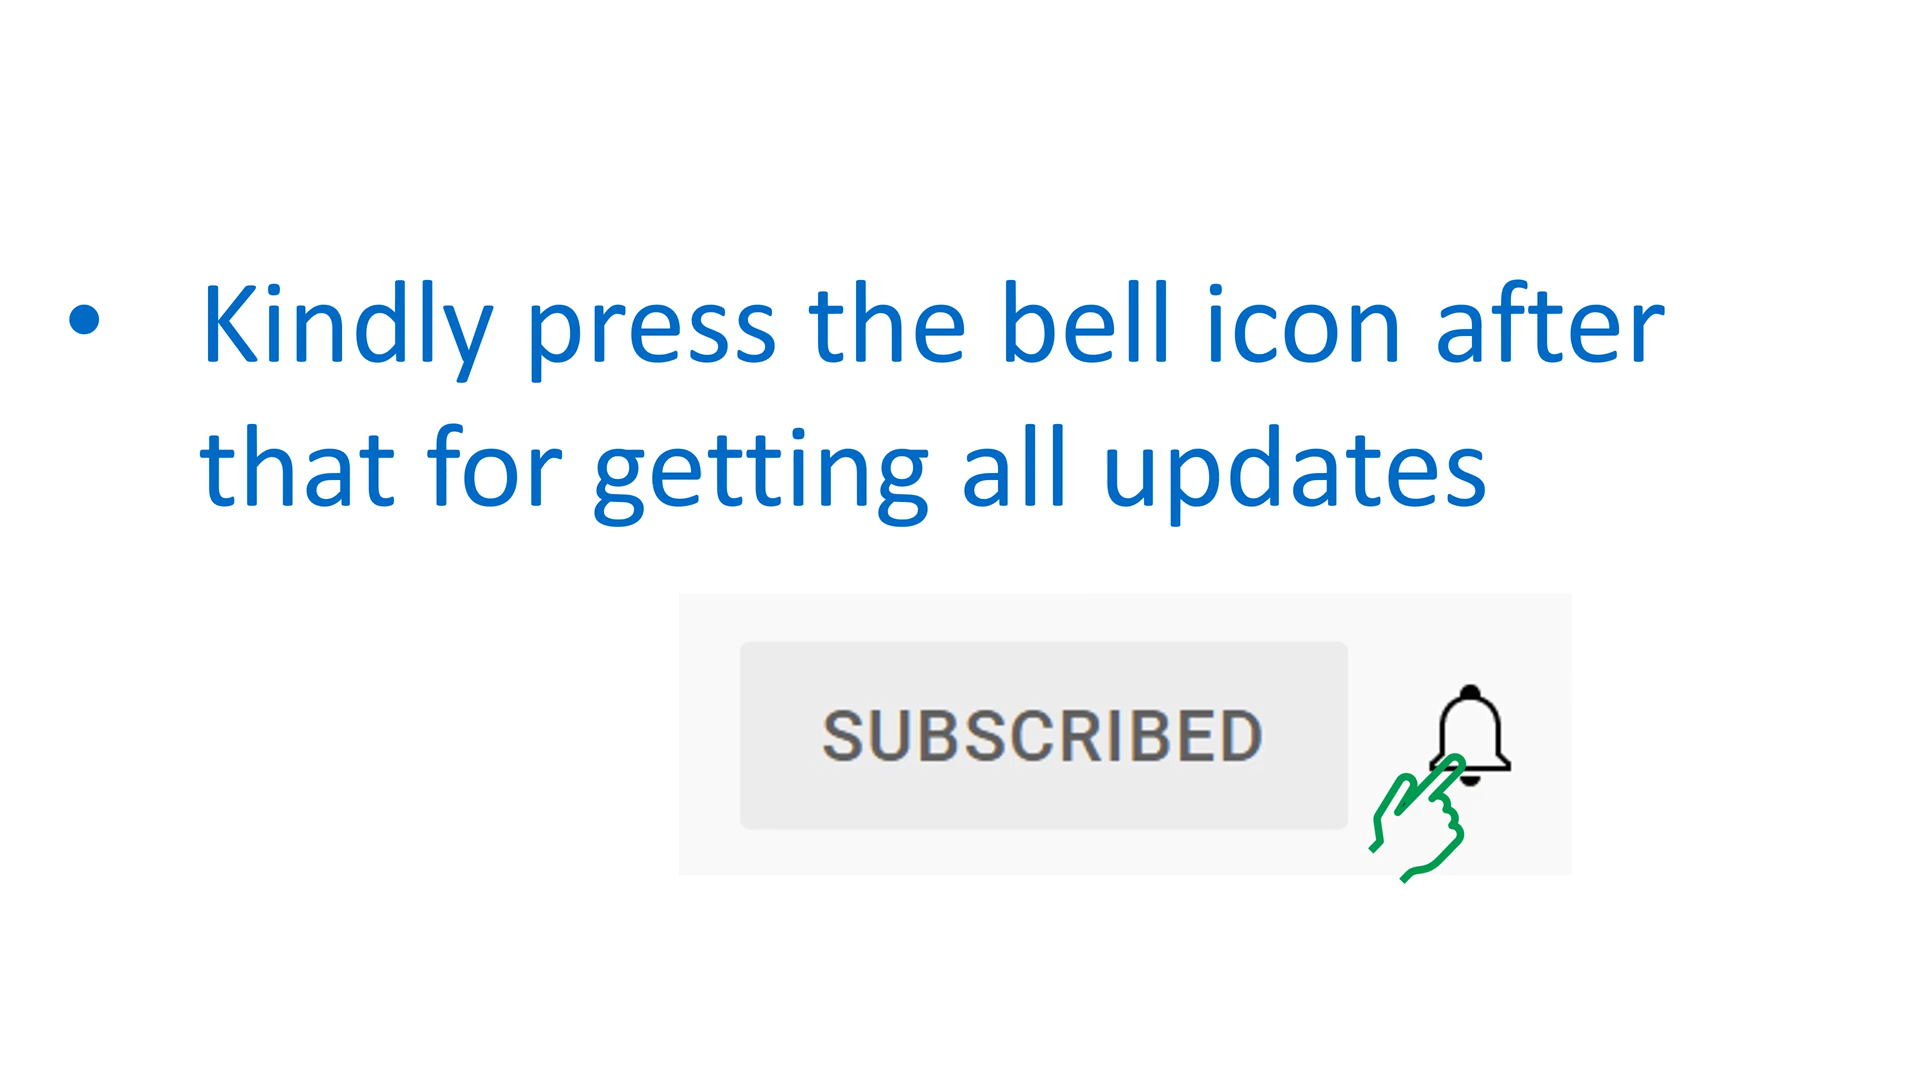 • Kindly press the bell icon after
that for getting all updates
SUBSCRIBED